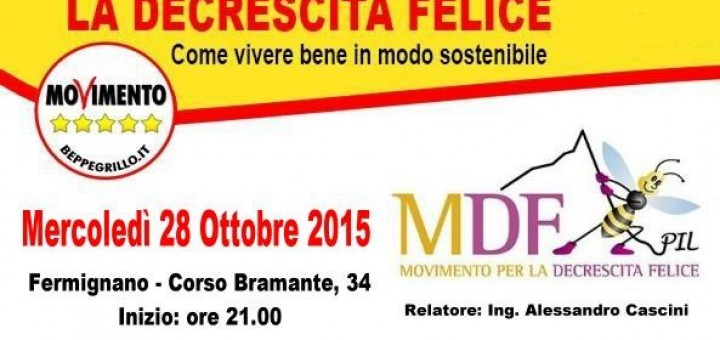 LA DECRESCITA FELICE
Come vivere bene in modo sostenibile
MOVIMENTO
BEPPEGRILLO.IT
Mercoledì 28 Ottobre 2015
Fermignano - Corso Bramante, 34
Inizio: ore 21.00
MDF
PIL
MOVIMENTO PER LA DECRESCITA FELICE
Relatore: Ing. Alessandro Cascini